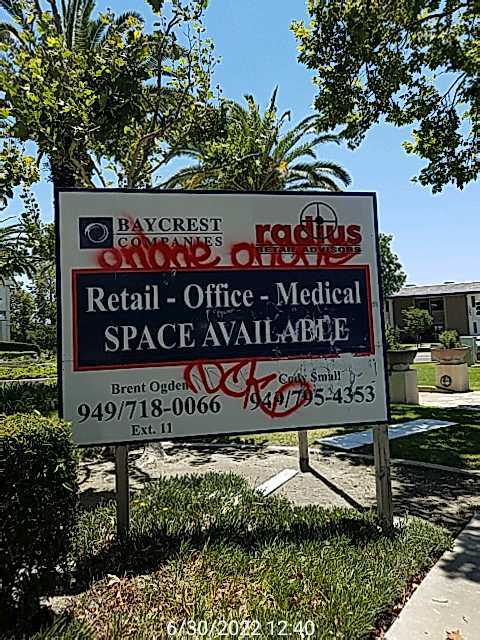 BAYCREST
COMPANIES
radius
RETAIL ADVISORS
Retail - Office - Medical
SPACE AVAILABLE
Brent Ogden
949/718-0066
Ext. 11
Cody Small
949/705-4353
6/30/2022 12:40